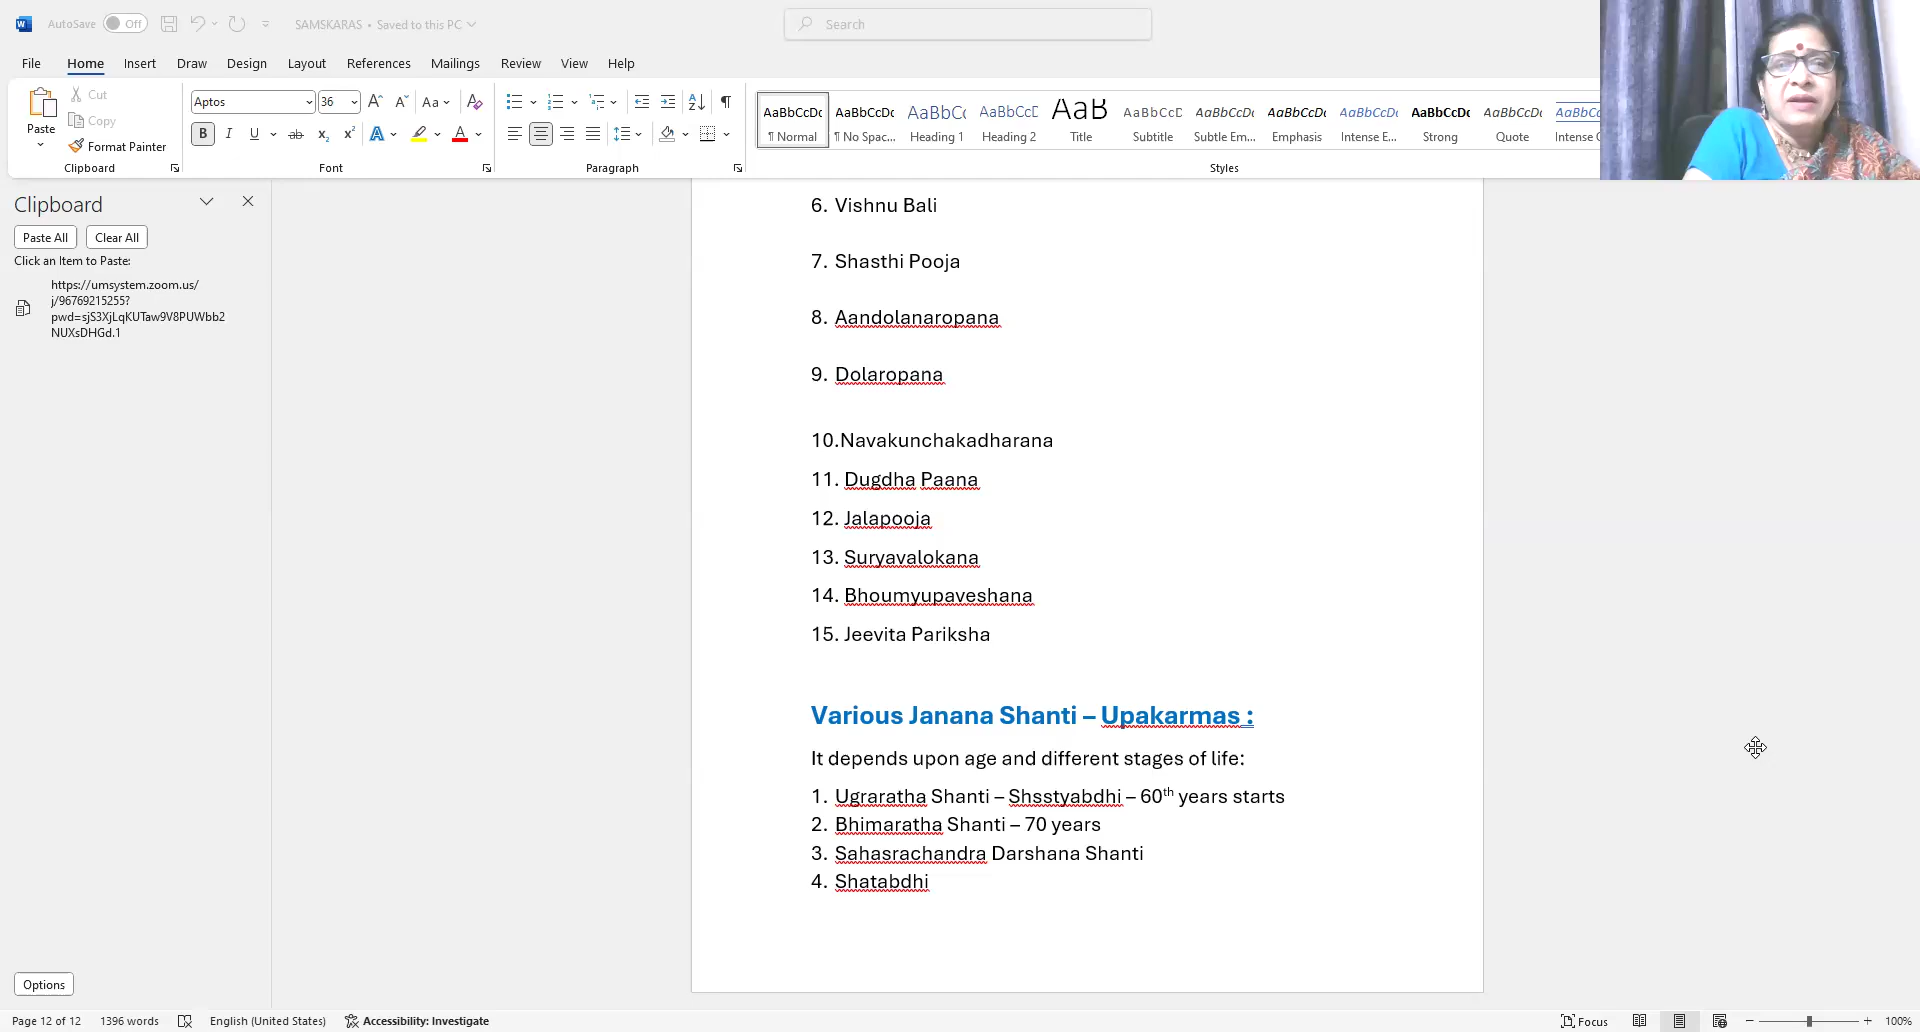 AutoSave Off SAMSKARAS • Saved to this PC Search
File Home Insert Draw Design Layout References Mailings Review View Help
Paste Cut Copy Format Painter
Clipboard
Aptos 36 Aa
B I U ab x₂ x² A A
Font
Paragraph
AaBbCcDc AaBbCcDc AaBbCc AaBbCcD AaB AaBbCcD AaBbCcDc AaBbCcDc AaBbCcDc AaBbCcDc AaBbCcDc AaBbCcDc
¶ Normal ¶ No Spac... Heading 1 Heading 2 Title Subtitle Subtle Em... Emphasis Intense E... Strong Quote Intense
Styles
Clipboard
Paste All Clear All
Click an Item to Paste:
https://umsystem.zoom.us/
j/96769215255?
pwd=sjS3XjLqKUTaw9V8PUWbb2
NUXsDHGd.1
Options
6. Vishnu Bali
7. Shasthi Pooja
8. Aandolanaropana
9. Dolaropana
10.Navakunchakadharana
11. Dugdha Paana
12. Jalapooja
13. Suryavalokana
14. Bhoumyupaveshana
15. Jeevita Pariksha
Various Janana Shanti – Upakarmas :
It depends upon age and different stages of life:
1. Ugraratha Shanti – Shsstyabdhi – 60th years starts
2. Bhimaratha Shanti – 70 years
3. Sahasrachandra Darshana Shanti
4. Shatabdhi
Page 12 of 12 1396 words English (United States) Accessibility: Investigate Focus 100%